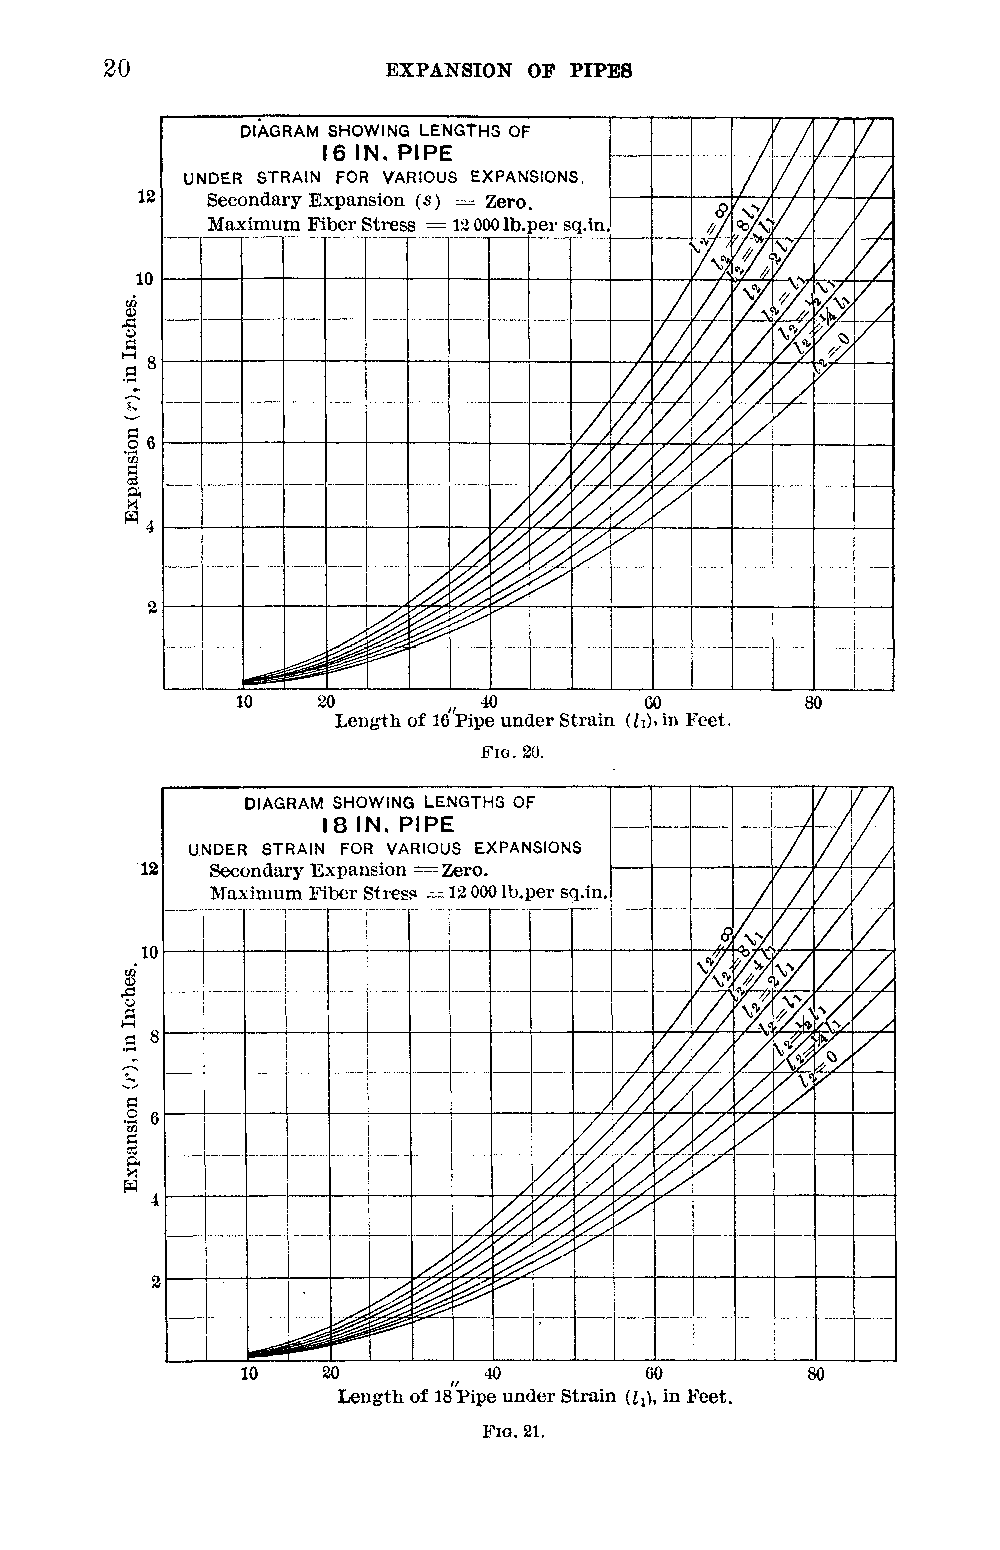 20
EXPANSION OF PIPES
DIAGRAM SHOWING LENGTHS OF
16 IN. PIPE
UNDER STRAIN FOR VARIOUS EXPANSIONS.
Secondary Expansion (s) = Zero.
Maximum Fiber Stress = 12 000 lb. per sq. in.
12
10
8
6
4
2
Expansion (r), in Inches.
l₂ = ∞
l₂ = 8 l₁
l₂ = 4 l₁
l₂ = 2 l₁
l₂ = l₁
l₂ = ½ l₁
l₂ = ¼ l₁
l₂ = 0
10 20 40 60 80
Length of 16" Pipe under Strain (l₁), in Feet.
FIG. 20.
DIAGRAM SHOWING LENGTHS OF
18 IN. PIPE
UNDER STRAIN FOR VARIOUS EXPANSIONS
Secondary Expansion = Zero.
Maximum Fiber Stress = 12 000 lb. per sq. in.
12
10
8
6
4
2
Expansion (r), in Inches.
l₂ = ∞
l₂ = 8 l₁
l₂ = 4 l₁
l₂ = 2 l₁
l₂ = l₁
l₂ = ½ l₁
l₂ = ¼ l₁
l₂ = 0
10 20 40 60 80
Length of 18" Pipe under Strain (l₁), in Feet.
FIG. 21.